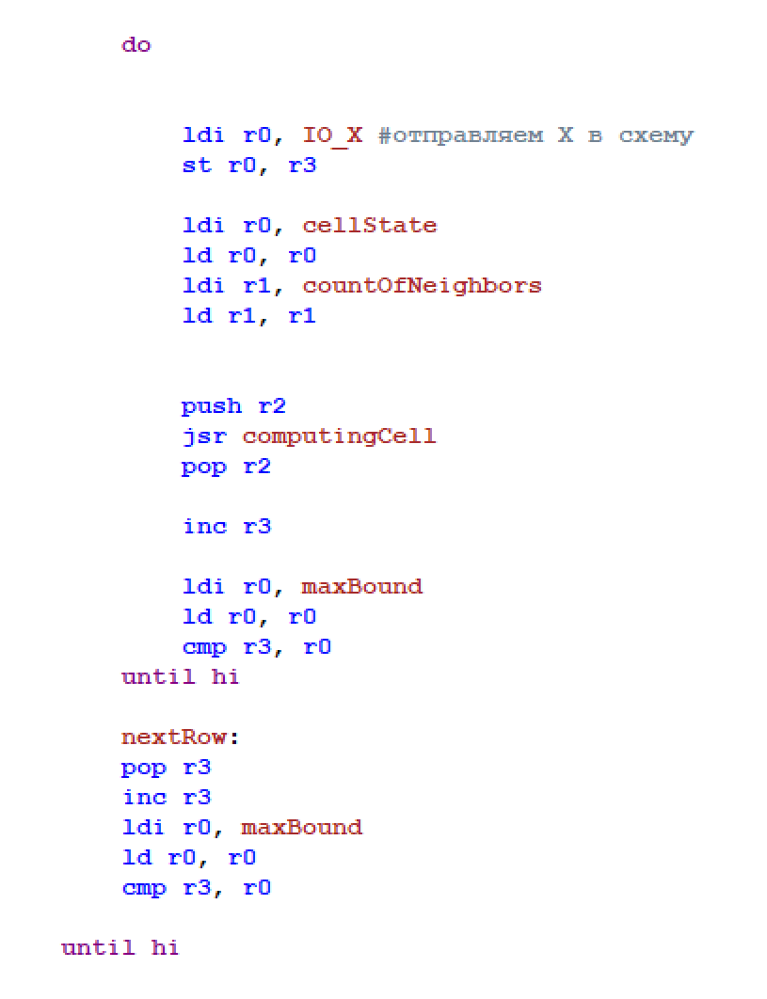 do
ldi r0, IO_X #отправляем X в схему
st r0, r3
ldi r0, cellState
ld r0, r0
ldi r1, countOfNeighbors
ld r1, r1
push r2
jsr computingCell
pop r2
inc r3
ldi r0, maxBound
ld r0, r0
cmp r3, r0
until hi
nextRow:
pop r3
inc r3
ldi r0, maxBound
ld r0, r0
cmp r3, r0
until hi